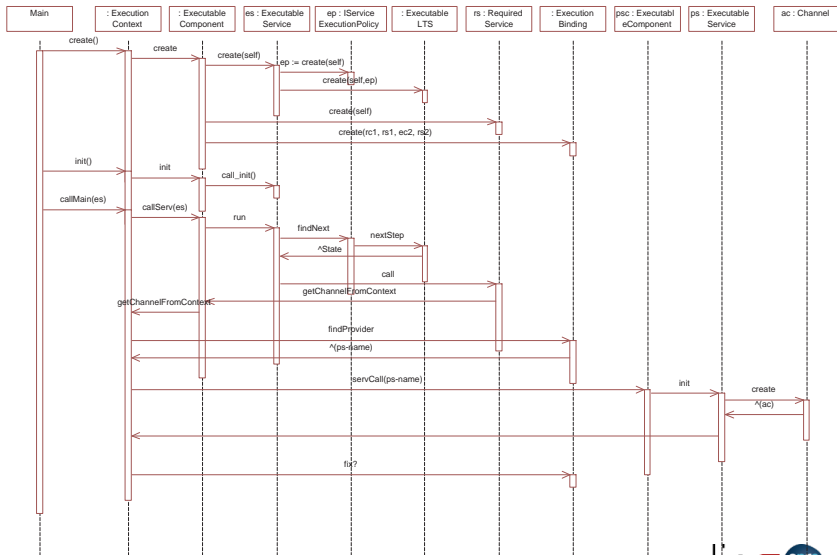 Main
: Execution
Context
: Executable
Component
es : Executable
Service
ep : IService
ExecutionPolicy
: Executable
LTS
rs : Required
Service
: Execution
Binding
psc : Executabl
eComponent
ps : Executable
Service
ac : Channel
create()
create
create(self)
ep := create(self)
create(self,ep)
create(self)
create(rc1, rs1, ec2, rs2)
init()
init
call_init()
callMain(es)
callServ(es)
run
findNext
nextStep
^State
call
getChannelFromContext
getChannelFromContext
findProvider
^(ps-name)
servCall(ps-name)
init
create
^(ac)
fix?